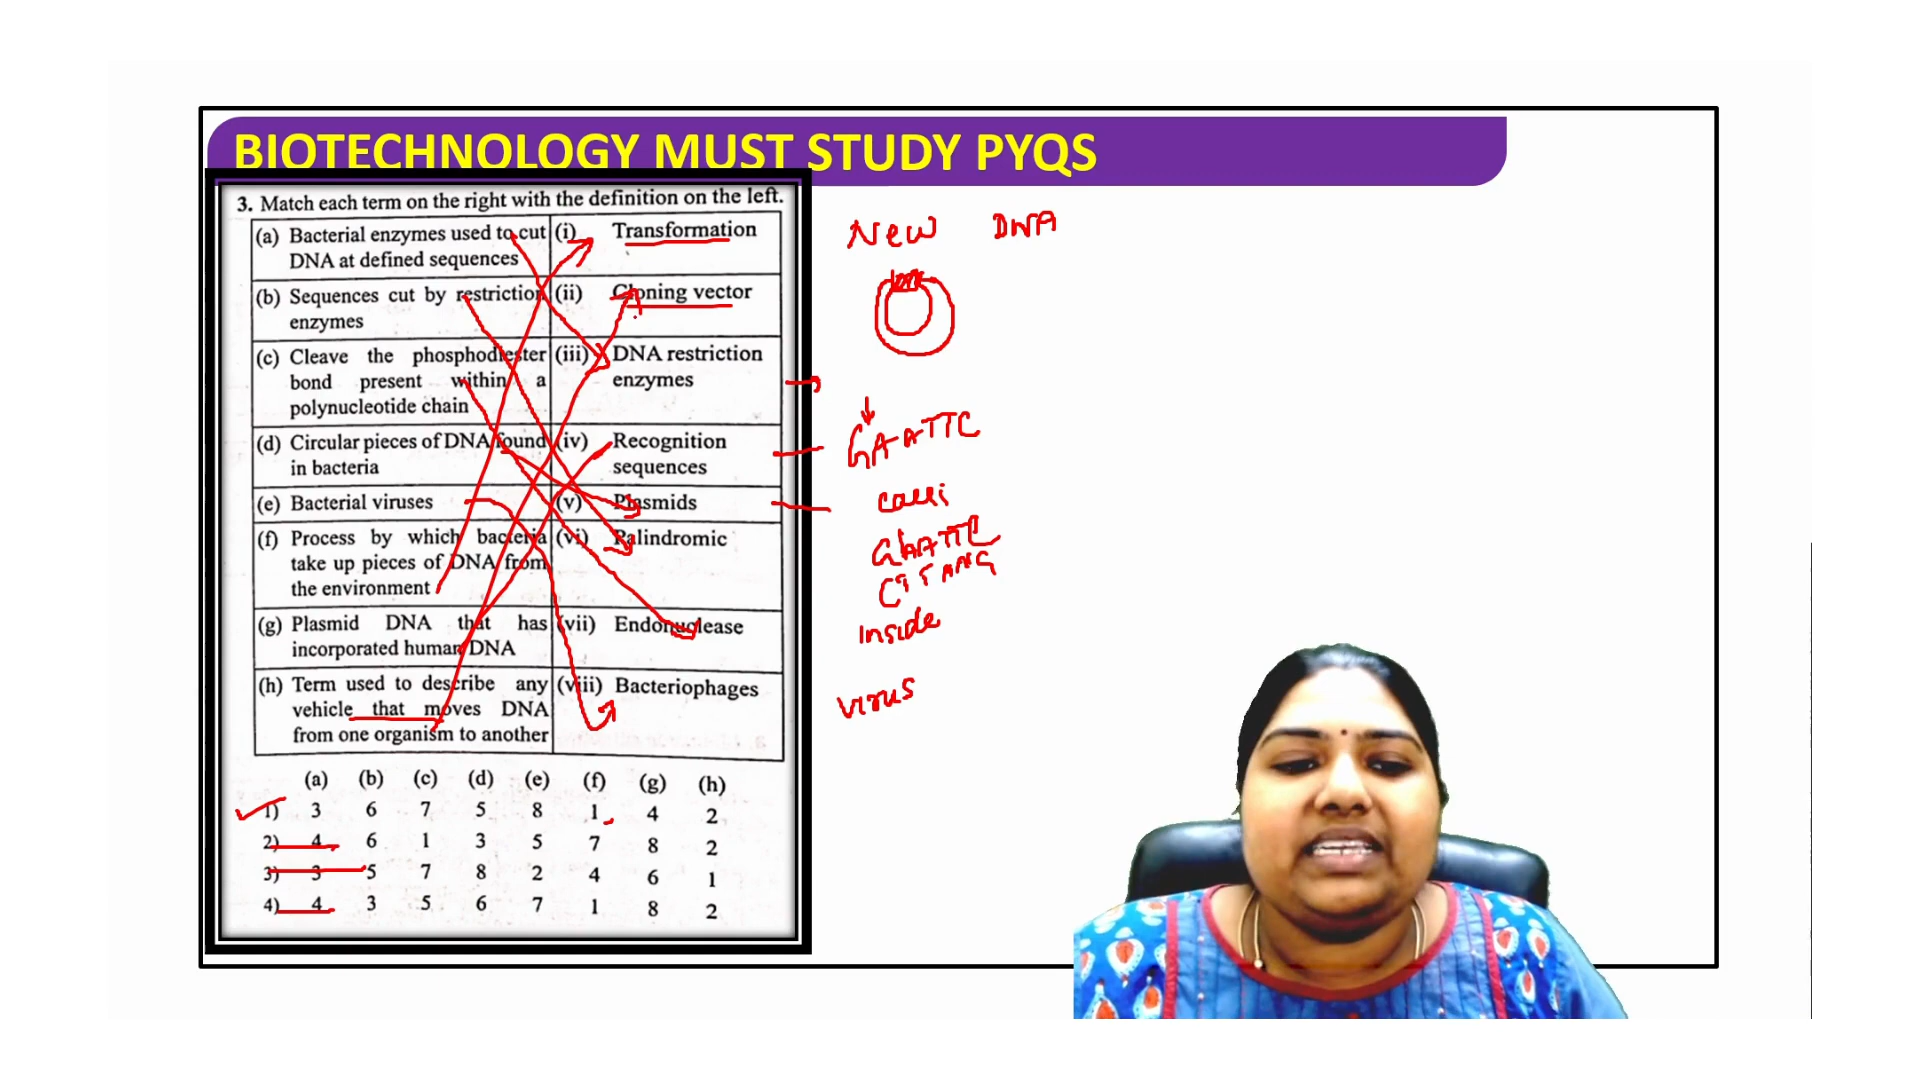 BIOTECHNOLOGY MUST STUDY PYQS
3. Match each term on the right with the definition on the left.
(a) Bacterial enzymes used to cut
DNA at defined sequences
(i) Transformation
(b) Sequences cut by restriction
enzymes
(ii) Cloning vector
(c) Cleave the phosphodiester
bond present within a
polynucleotide chain
(iii) DNA restriction
enzymes
(d) Circular pieces of DNA found
in bacteria
(iv) Recognition
sequences
(e) Bacterial viruses
(v) Plasmids
(f) Process by which bacteria
take up pieces of DNA from
the environment
(vi) Palindromic
(g) Plasmid DNA that has
incorporated human DNA
(vii) Endonuclease
(h) Term used to describe any
vehicle that moves DNA
from one organism to another
(viii) Bacteriophages
(a) (b) (c) (d) (e) (f) (g) (h)
1) 3 6 7 5 8 1 4 2
2) 4 6 1 3 5 7 8 2
3) 3 5 7 8 2 4 6 1
4) 4 3 5 6 7 1 8 2
New DNA
GAATTC
GAATTC
Inside
virus